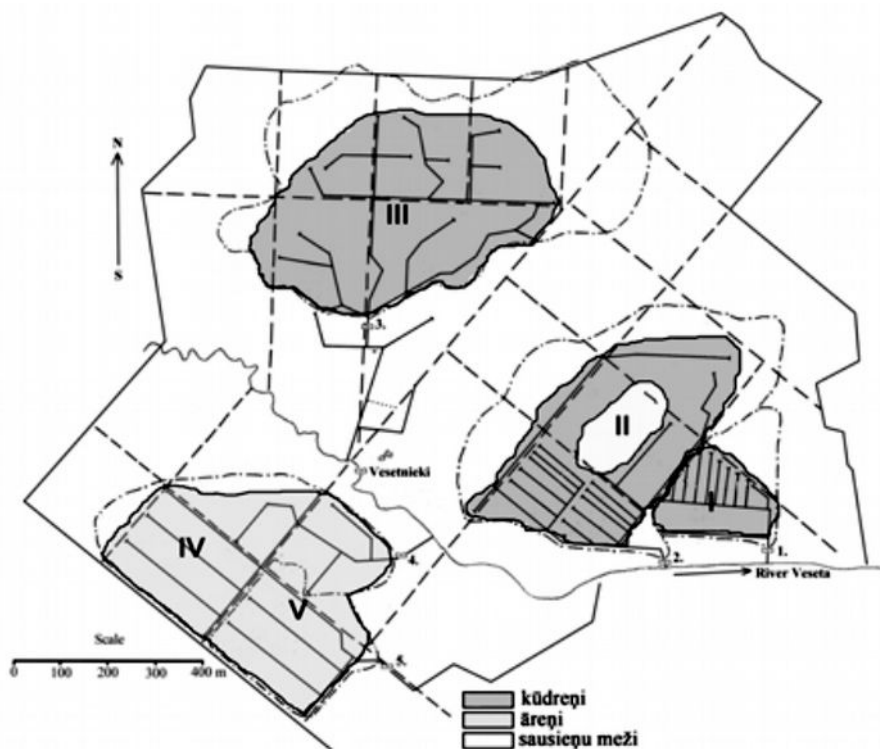 N
S
III
3.
II
I
Vesetnieki
IV
4.
2.
1.
River Veseta
V
5.
Scale
0 100 200 300 400 m
kūdreņi
āreņi
sausieņu meži